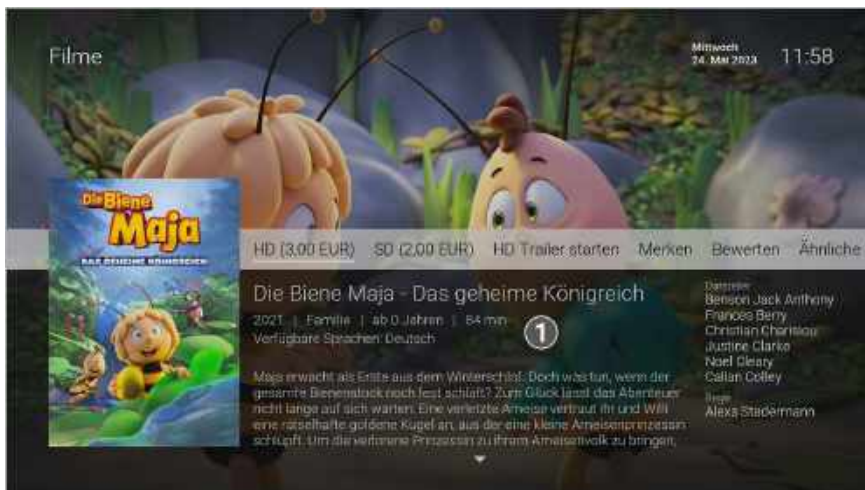 Filme
Mittwoch
24. Mai 2023
11:58
Die Biene
Maja
DAS GEHEIME KÖNIGREICH
HD (3,00 EUR) SD (2,00 EUR) HD Trailer starten Merken Bewerten Ähnliche
Die Biene Maja - Das geheime Königreich
2021 | Familie | ab 0 Jahren | 84 min
Verfügbare Sprachen: Deutsch
1
Maja erwacht als Erste aus dem Winterschlaf. Doch was tun, wenn der
gesamte Bienenstock noch fest schläft? Zum Glück lässt das Abenteuer
nicht lange auf sich warten. Eine verletzte Ameise vertraut ihr und Willi
eine rätselhafte goldene Kugel an, aus der eine kleine Ameisenprinzessin
schlüpft. Um die verlorene Prinzessin zu ihrem Ameisenvolk zu bringen,
Darsteller
Benson Jack Anthony
Frances Berry
Christian Charisiou
Justine Clarke
Noel Cleary
Callan Colley
Regie
Alexs Stadermann